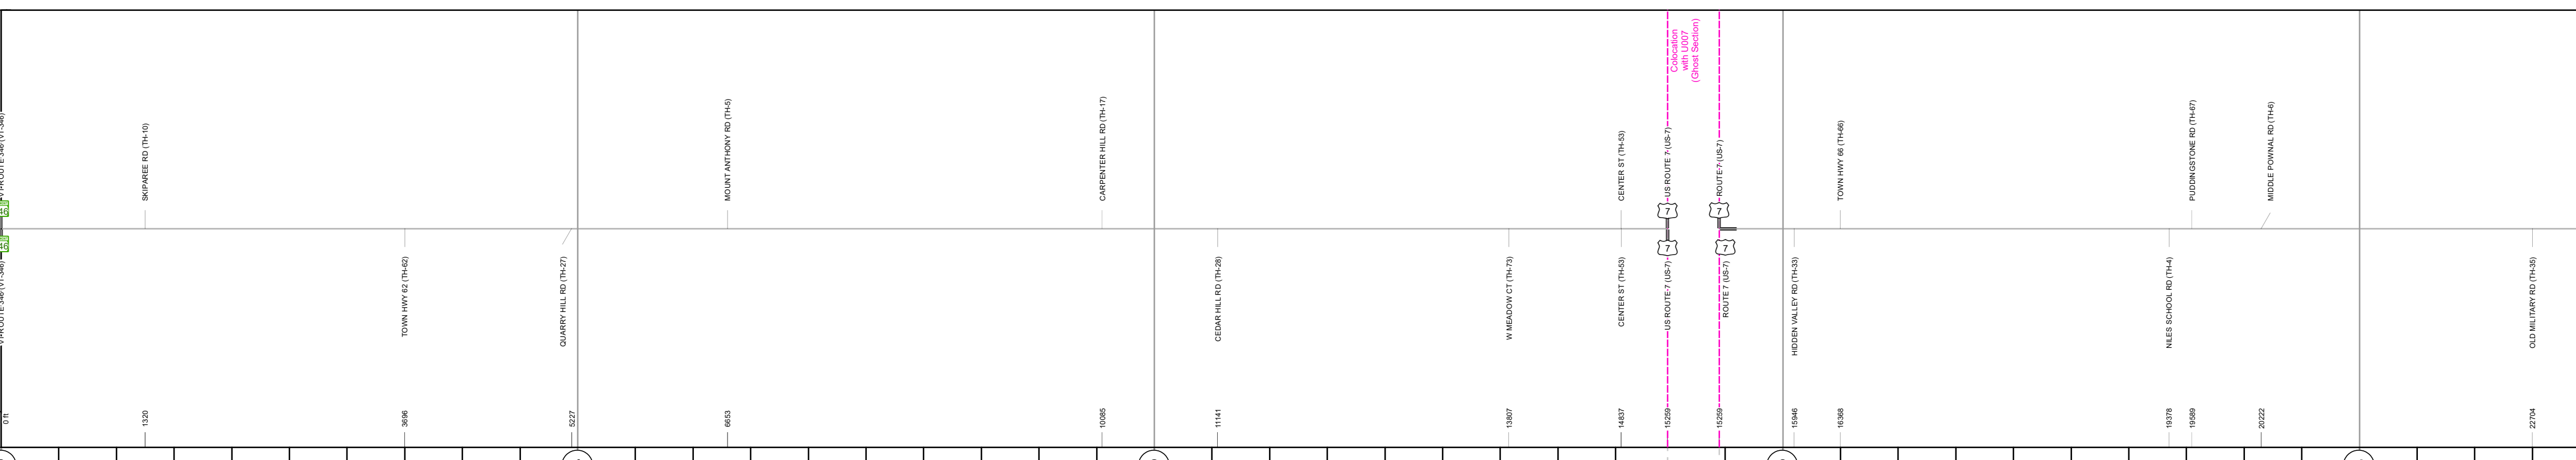 Colocation
with U007
(Ghost Section)
SKIPAREE RD (TH-10)
MOUNT ANTHONY RD (TH-5)
CARPENTER HILL RD (TH-17)
CENTER ST (TH-53)
US ROUTE 7 (US-7)
ROUTE 7 (US-7)
TOWN HWY 66 (TH-66)
PUDDINGSTONE RD (TH-67)
MIDDLE POWNAL RD (TH-6)
7
7
7
7
TOWN HWY 62 (TH-62)
QUARRY HILL RD (TH-27)
CEDAR HILL RD (TH-28)
W MEADOW CT (TH-73)
CENTER ST (TH-53)
US ROUTE 7 (US-7)
ROUTE 7 (US-7)
HIDDEN VALLEY RD (TH-33)
NILES SCHOOL RD (TH-4)
OLD MILITARY RD (TH-35)
0 ft
1320
3696
5227
6653
10085
11141
13807
14837
15259
15259
15946
16368
19378
19589
20222
22704